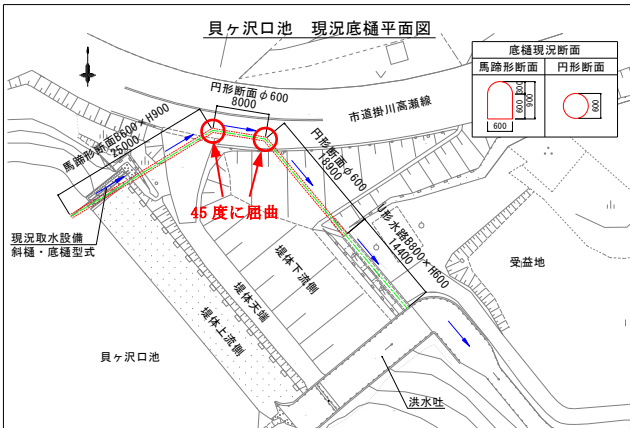 貝ヶ沢口池 現況底樋平面図
底樋現況断面
馬蹄形断面 円形断面
300
600
900
600
600
円形断面φ600
8000
市道掛川高瀬線
馬蹄形断面B600×H900
25000
円形断面φ600
18900
45度に屈曲
U形水路B800×H600
14400
現況取水設備
斜樋・底樋型式
堤体下流側
堤体天端
堤体上流側
受益地
貝ヶ沢口池
洪水吐